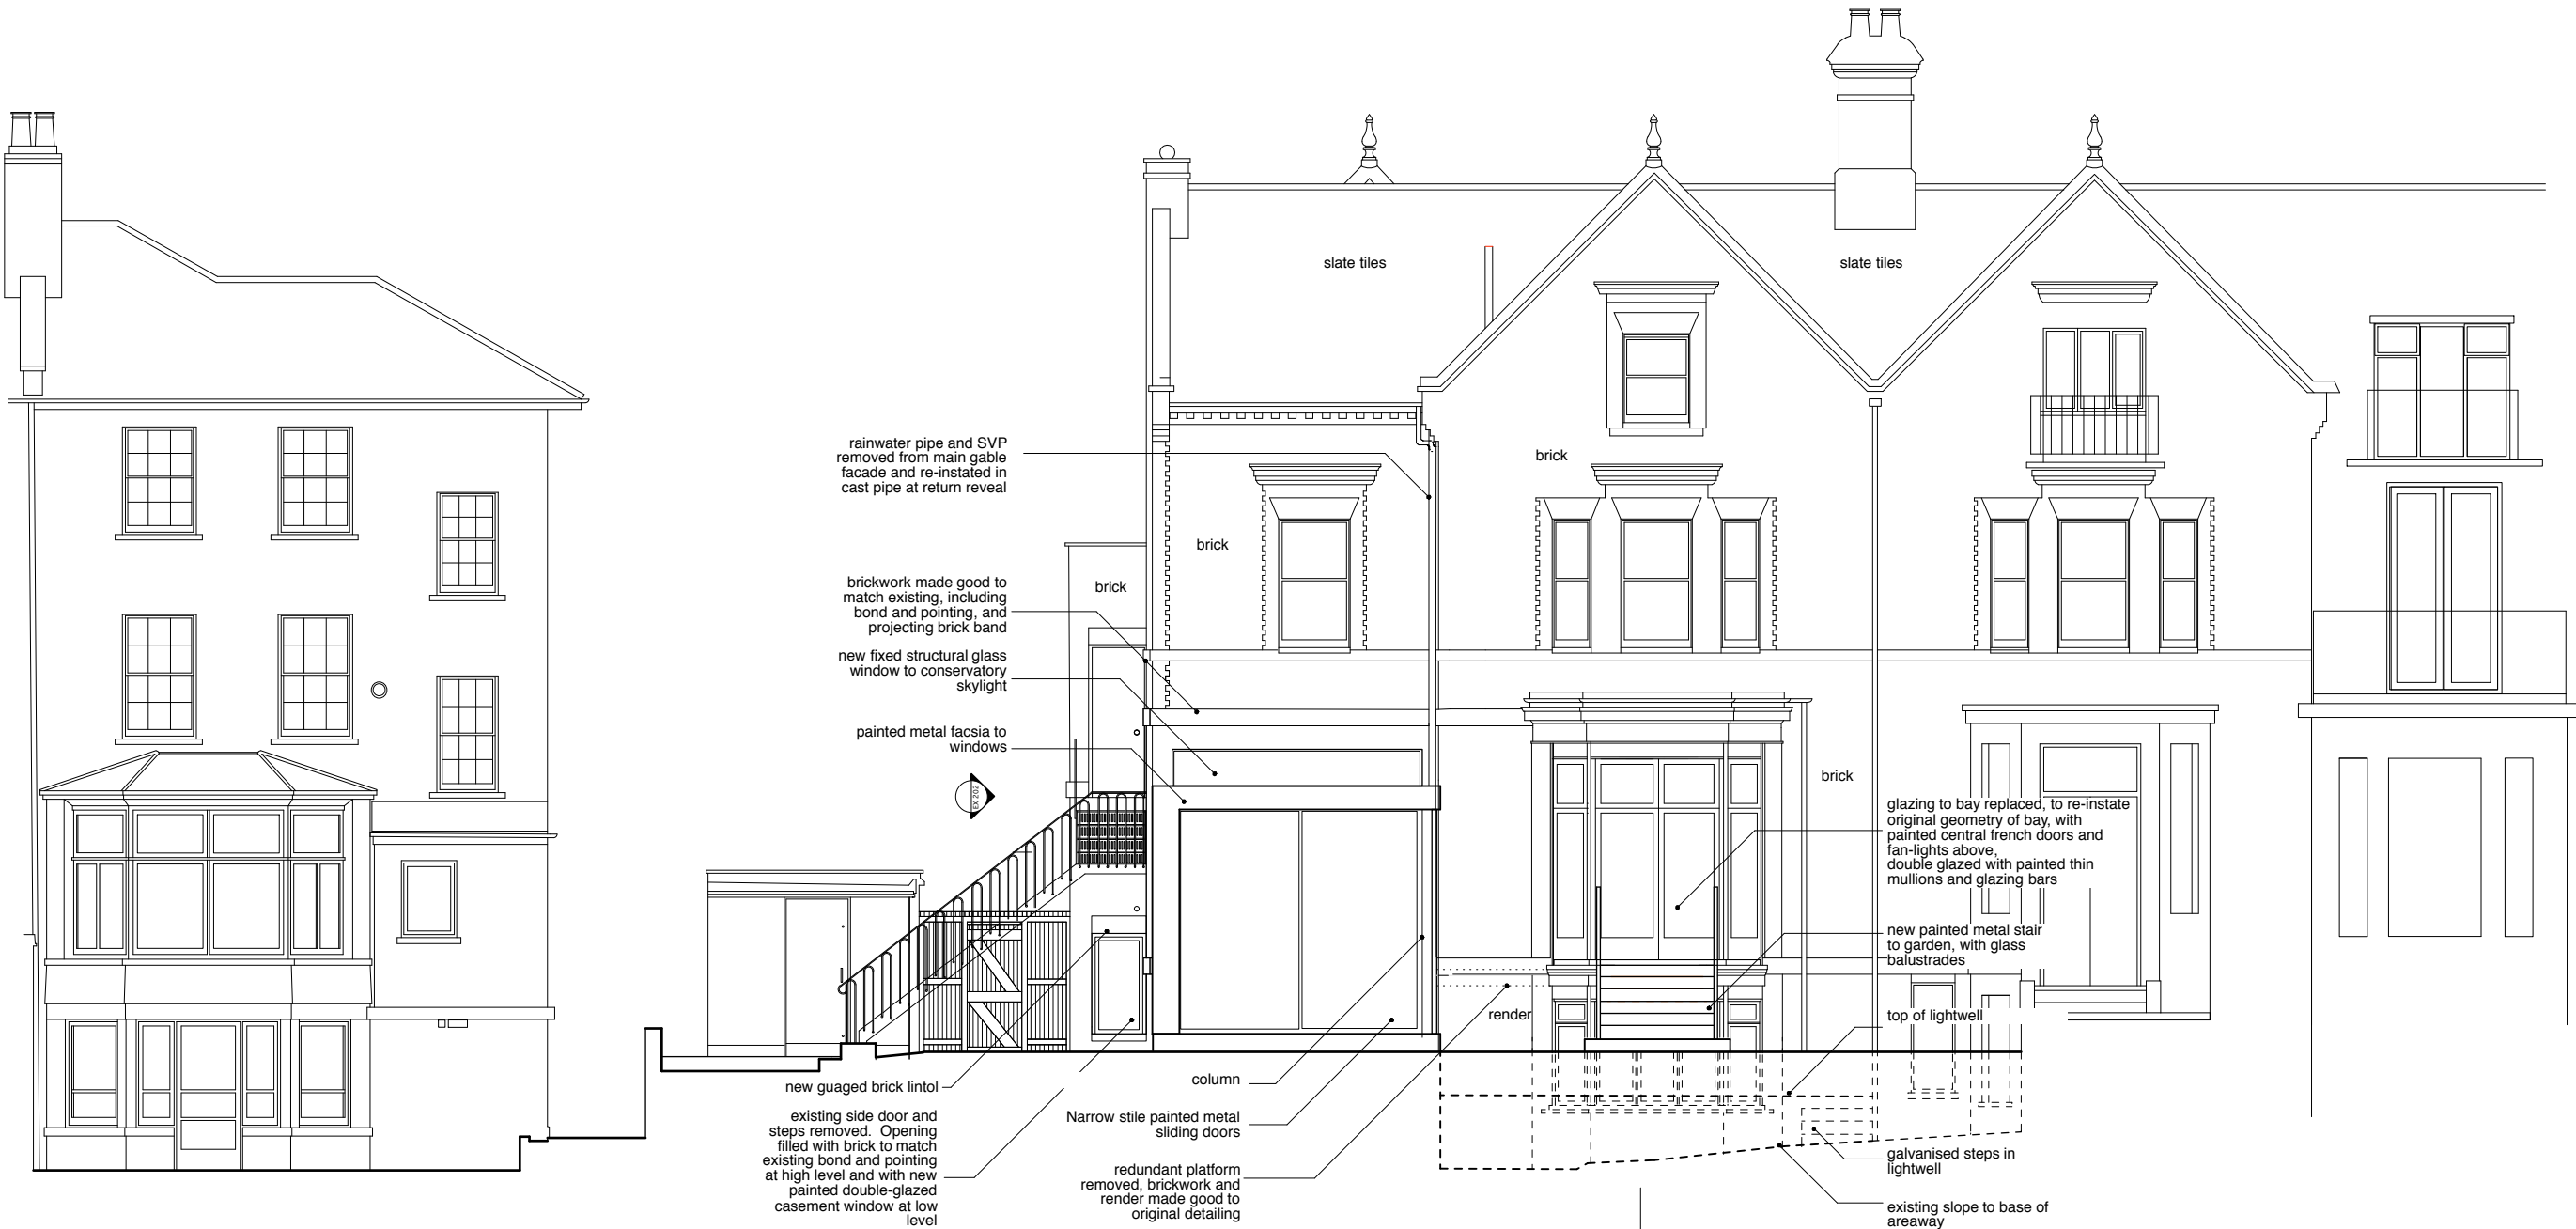 slate tiles
slate tiles
rainwater pipe and SVP
removed from main gable
facade and re-instated in
cast pipe at return reveal
brick
brick
brickwork made good to
match existing, including
bond and pointing, and
projecting brick band
brick
new fixed structural glass
window to conservatory
skylight
painted metal facsia to
windows
EX 202
brick
glazing to bay replaced, to re-instate
original geometry of bay, with
painted central french doors and
fan-lights above,
double glazed with painted thin
mullions and glazing bars
new painted metal stair
to garden, with glass
balustrades
render
top of lightwell
new guaged brick lintol
column
existing side door and
steps removed. Opening
filled with brick to match
existing bond and pointing
at high level and with new
painted double-glazed
casement window at low
level
Narrow stile painted metal
sliding doors
redundant platform
removed, brickwork and
render made good to
original detailing
galvanised steps in
lightwell
existing slope to base of
areaway